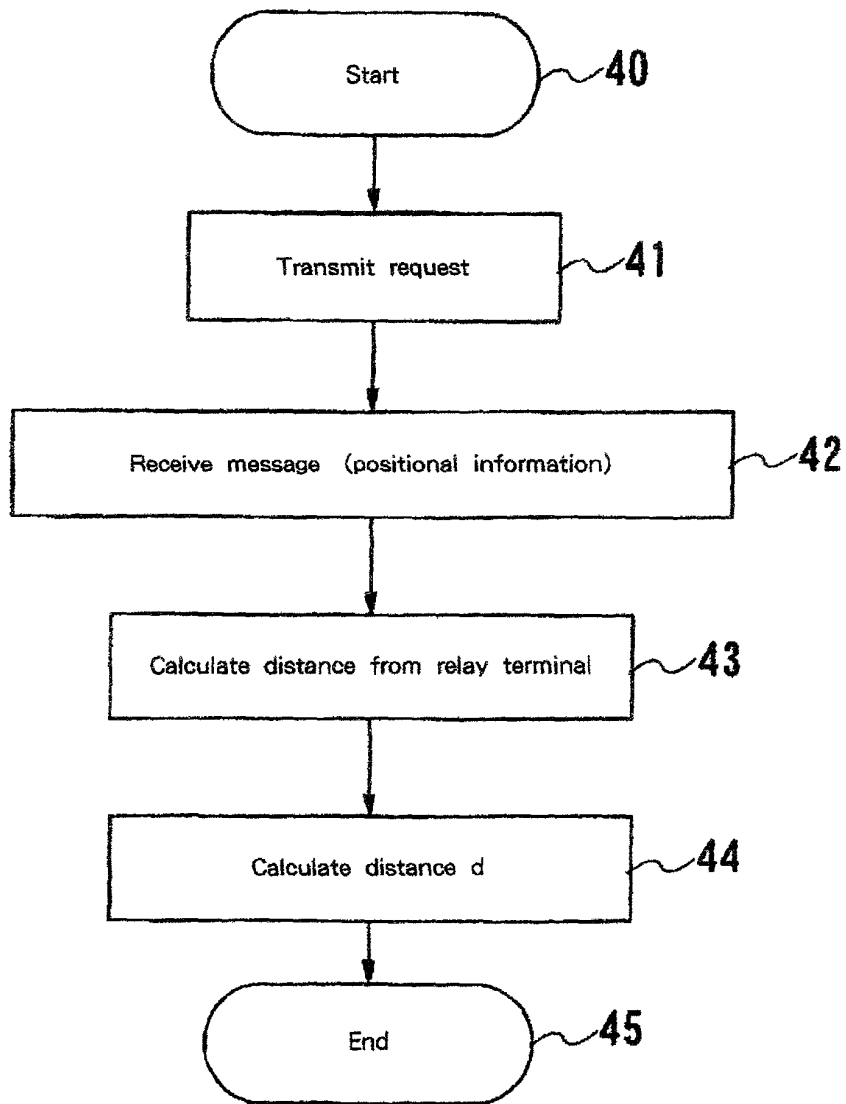 Start
40
Transmit request
41
Receive message (positional information)
42
Calculate distance from relay terminal
43
Calculate distance d
44
End
45